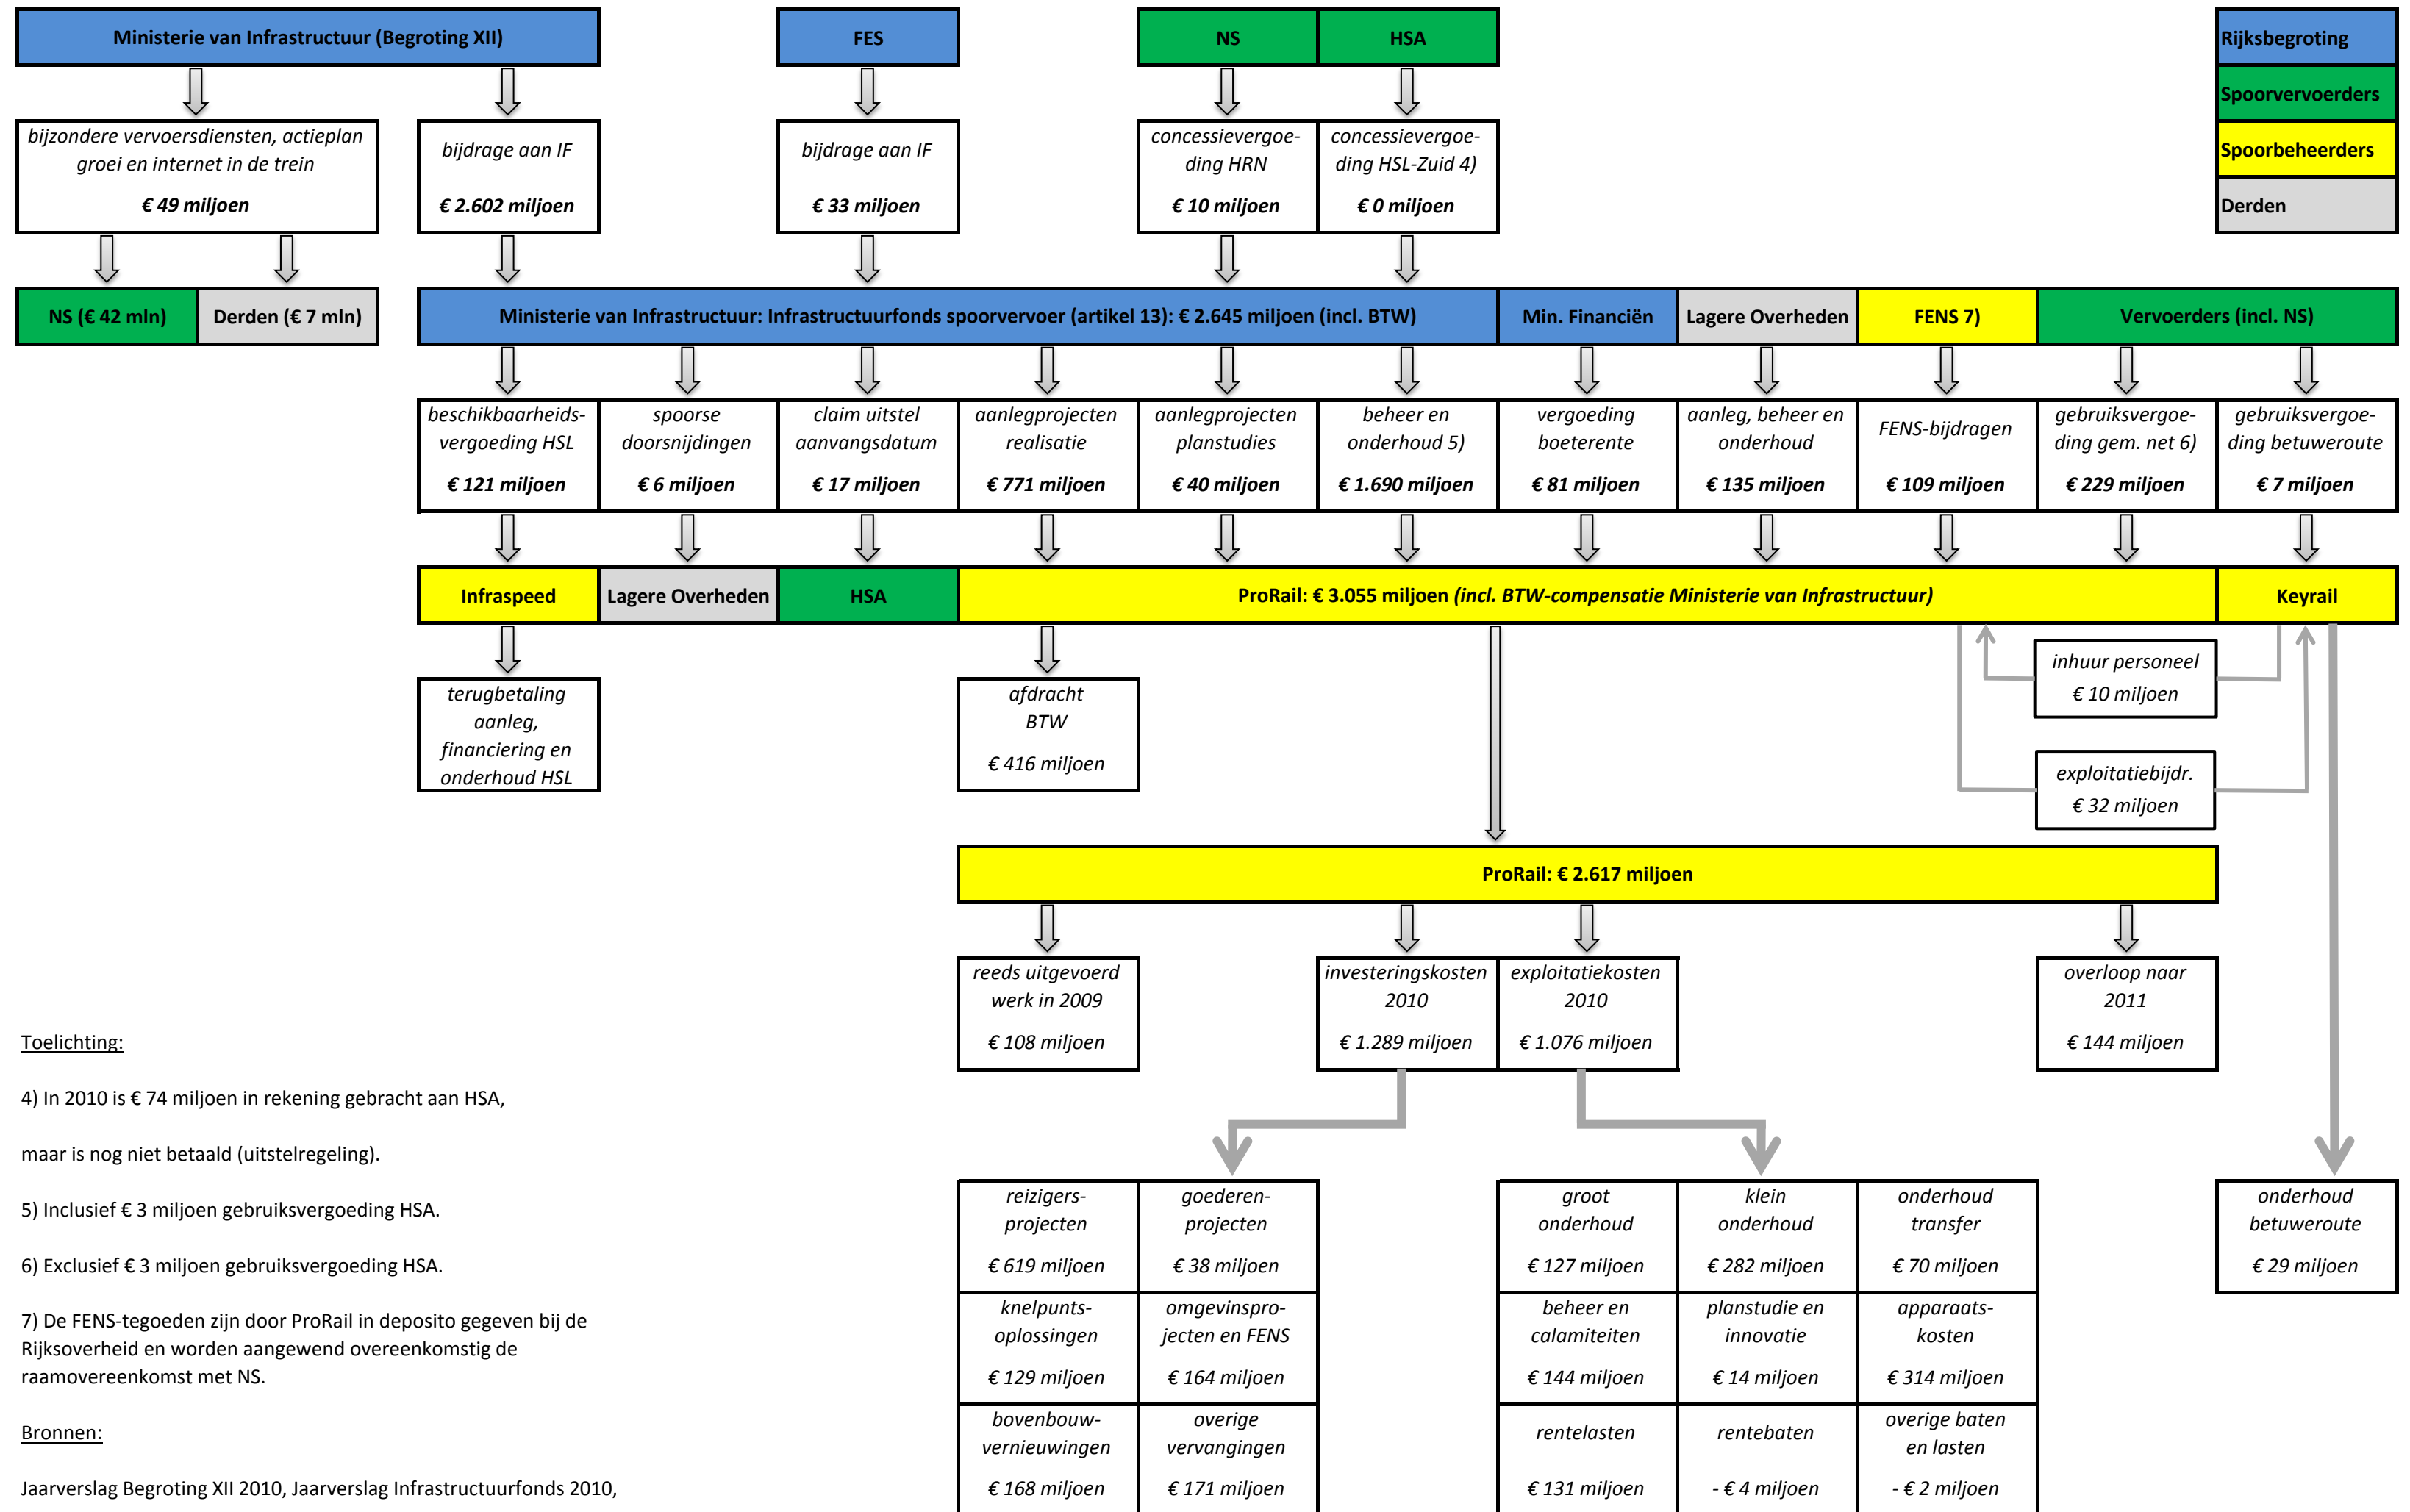 Ministerie van Infrastructuur (Begroting XII)
FES
NS
HSA
Rijksbegroting
Spoorvervoerders
Spoorbeheerders
Derden
bijzondere vervoersdiensten, actieplan
groei en internet in de trein
€ 49 miljoen
bijdrage aan IF
€ 2.602 miljoen
bijdrage aan IF
€ 33 miljoen
concessievergoe-
ding HRN
€ 10 miljoen
concessievergoe-
ding HSL-Zuid 4)
€ 0 miljoen
NS (€ 42 mln)
Derden (€ 7 mln)
Ministerie van Infrastructuur: Infrastructuurfonds spoorvervoer (artikel 13): € 2.645 miljoen (incl. BTW)
Min. Financiën
Lagere Overheden
FENS 7)
Vervoerders (incl. NS)
beschikbaarheids-
vergoeding HSL
€ 121 miljoen
spoorse
doorsnijdingen
€ 6 miljoen
claim uitstel
aanvangsdatum
€ 17 miljoen
aanlegprojecten
realisatie
€ 771 miljoen
aanlegprojecten
planstudies
€ 40 miljoen
beheer en
onderhoud 5)
€ 1.690 miljoen
vergoeding
boeterente
€ 81 miljoen
aanleg, beheer en
onderhoud
€ 135 miljoen
FENS-bijdragen
€ 109 miljoen
gebruiksvergoe-
ding gem. net 6)
€ 229 miljoen
gebruiksvergoe-
ding betuweroute
€ 7 miljoen
Infraspeed
Lagere Overheden
HSA
ProRail: € 3.055 miljoen (incl. BTW-compensatie Ministerie van Infrastructuur)
Keyrail
terugbetaling
aanleg,
financiering en
onderhoud HSL
afdracht
BTW
€ 416 miljoen
inhuur personeel
€ 10 miljoen
exploitatiebijdr.
€ 32 miljoen
ProRail: € 2.617 miljoen
reeds uitgevoerd
werk in 2009
€ 108 miljoen
investeringskosten
2010
€ 1.289 miljoen
exploitatiekosten
2010
€ 1.076 miljoen
overloop naar
2011
€ 144 miljoen
Toelichting:
4) In 2010 is € 74 miljoen in rekening gebracht aan HSA,
maar is nog niet betaald (uitstelregeling).
5) Inclusief € 3 miljoen gebruiksvergoeding HSA.
6) Exclusief € 3 miljoen gebruiksvergoeding HSA.
7) De FENS-tegoeden zijn door ProRail in deposito gegeven bij de
Rijksoverheid en worden aangewend overeenkomstig de
raamovereenkomst met NS.
Bronnen:
Jaarverslag Begroting XII 2010, Jaarverslag Infrastructuurfonds 2010,
reizigers-
projecten
€ 619 miljoen
goederen-
projecten
€ 38 miljoen
knelpunts-
oplossingen
€ 129 miljoen
omgevinspro-
jecten en FENS
€ 164 miljoen
bovenbouw-
vernieuwingen
€ 168 miljoen
overige
vervangingen
€ 171 miljoen
groot
onderhoud
€ 127 miljoen
klein
onderhoud
€ 282 miljoen
onderhoud
transfer
€ 70 miljoen
beheer en
calamiteiten
€ 144 miljoen
planstudie en
innovatie
€ 14 miljoen
apparaats-
kosten
€ 314 miljoen
rentelasten
€ 131 miljoen
rentebaten
- € 4 miljoen
overige baten
en lasten
- € 2 miljoen
onderhoud
betuweroute
€ 29 miljoen